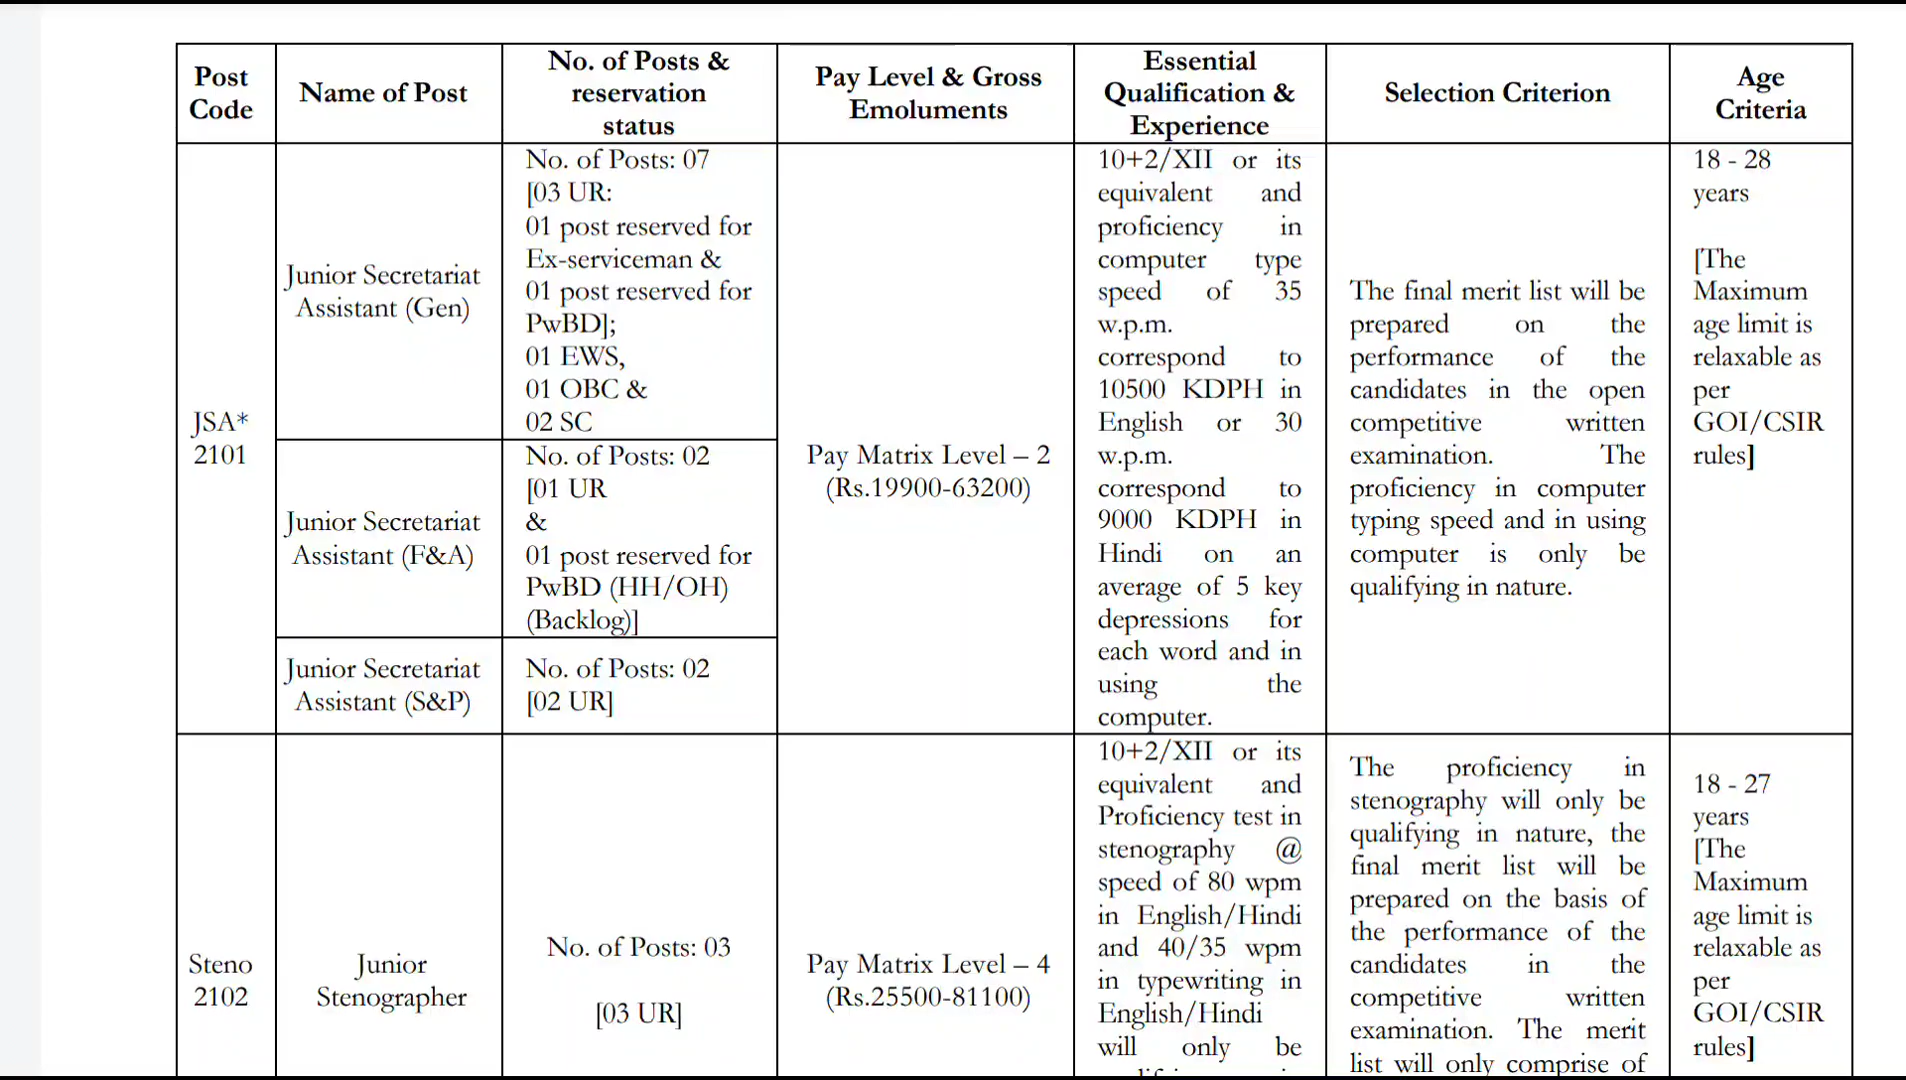 Post
Code
Name of Post
No. of Posts &
reservation
status
Pay Level & Gross
Emoluments
Essential
Qualification &
Experience
Selection Criterion
Age
Criteria
JSA*
2101
Junior Secretariat
Assistant (Gen)
No. of Posts: 07
[03 UR:
01 post reserved for
Ex-serviceman &
01 post reserved for
PwBD];
01 EWS,
01 OBC &
02 SC
Junior Secretariat
Assistant (F&A)
No. of Posts: 02
[01 UR
&
01 post reserved for
PwBD (HH/OH)
(Backlog)]
Junior Secretariat
Assistant (S&P)
No. of Posts: 02
[02 UR]
Pay Matrix Level – 2
(Rs.19900-63200)
10+2/XII or its
equivalent and
proficiency in
computer type
speed of 35
w.p.m.
correspond to
10500 KDPH in
English or 30
w.p.m.
correspond to
9000 KDPH in
Hindi on an
average of 5 key
depressions for
each word and in
using the
computer.
The final merit list will be
prepared on the
performance of the
candidates in the open
competitive written
examination. The
proficiency in computer
typing speed and in using
computer is only be
qualifying in nature.
18 - 28
years
[The
Maximum
age limit is
relaxable as
per
GOI/CSIR
rules]
Steno
2102
Junior
Stenographer
No. of Posts: 03
[03 UR]
Pay Matrix Level – 4
(Rs.25500-81100)
10+2/XII or its
equivalent and
Proficiency test in
stenography @
speed of 80 wpm
in English/Hindi
and 40/35 wpm
in typewriting in
English/Hindi
will only be
The proficiency in
stenography will only be
qualifying in nature, the
final merit list will be
prepared on the basis of
the performance of the
candidates in the
competitive written
examination. The merit
list will only comprise of
18 - 27
years
[The
Maximum
age limit is
relaxable as
per
GOI/CSIR
rules]